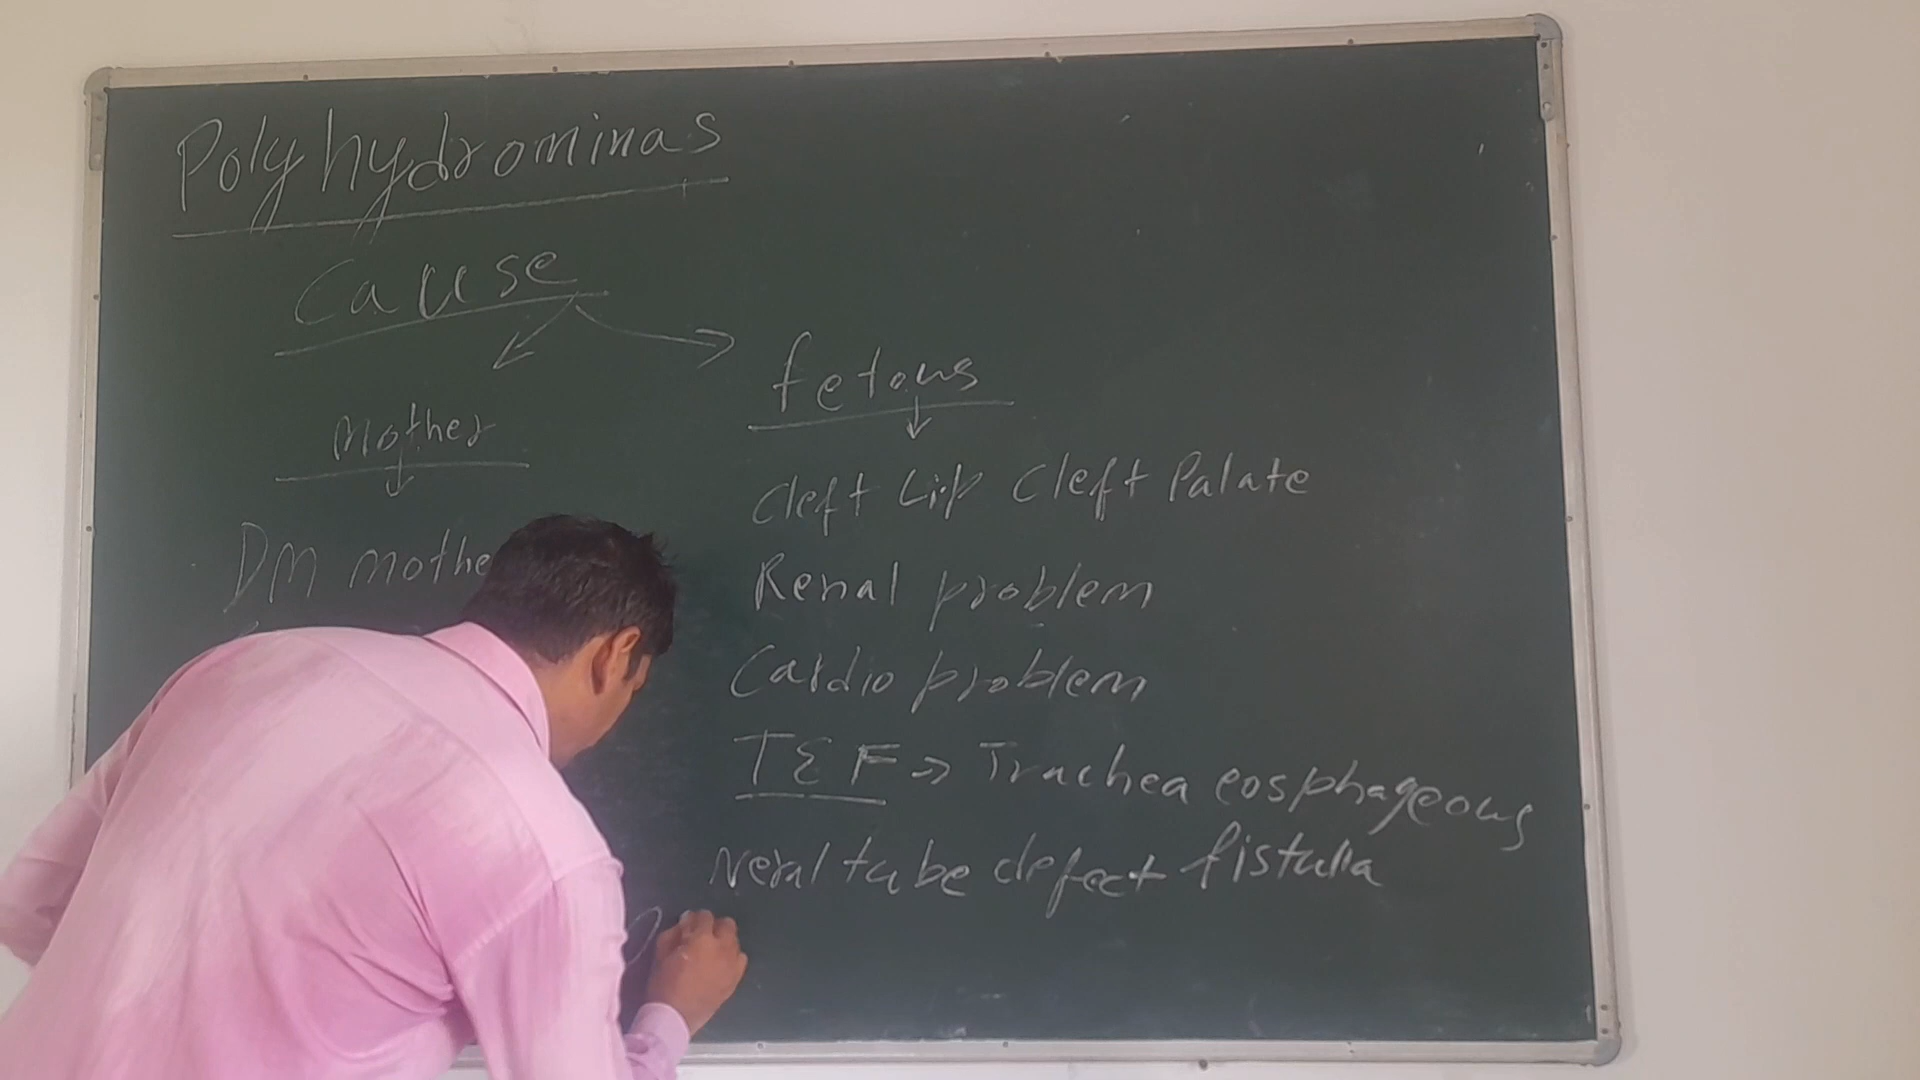 Polyhydrominas
Cause
Mother
DM mothe
fetous
Cleft Lip Cleft Palate
Renal problem
Cardio problem
TEF → Trachea eosphageous
Neral tube defect fistula